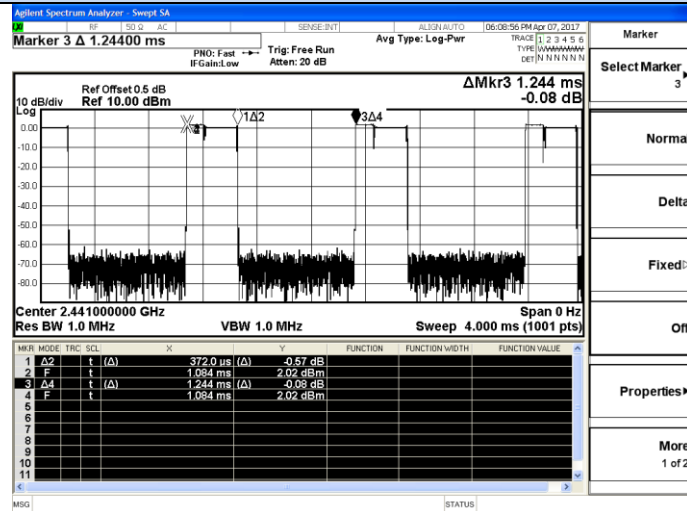 Agilent Spectrum Analyzer - Swept SA
RF 50 Ω AC SENSE:INT ALIGN AUTO 06:08:56 PM Apr 07, 2017
Marker 3 Δ 1.24400 ms
PNO: Fast Trig: Free Run
IFGain:Low Atten: 20 dB
Avg Type: Log-Pwr
TRACE 1 2 3 4 5 6
TYPE
DET N N N N N N
ΔMkr3 1.244 ms
-0.08 dB
Ref Offset 0.5 dB
10 dB/div Ref 10.00 dBm
Log
1Δ2 3Δ4
0.00
-10.0
-20.0
-30.0
-40.0
-50.0
-60.0
-70.0
-80.0
Center 2.441000000 GHz Span 0 Hz
Res BW 1.0 MHz VBW 1.0 MHz Sweep 4.000 ms (1001 pts)
MKR MODE TRC SCL X Y FUNCTION FUNCTION WIDTH FUNCTION VALUE
1 Δ2 t (Δ) 372.0 µs (Δ) -0.57 dB
2 F t 1.084 ms 2.02 dBm
3 Δ4 t (Δ) 1.244 ms (Δ) -0.08 dB
4 F t 1.084 ms 2.02 dBm
5
6
7
8
9
10
11
MSG STATUS
Marker
Select Marker
3
Norma
Delta
Fixed
Off
Properties
More
1 of 2